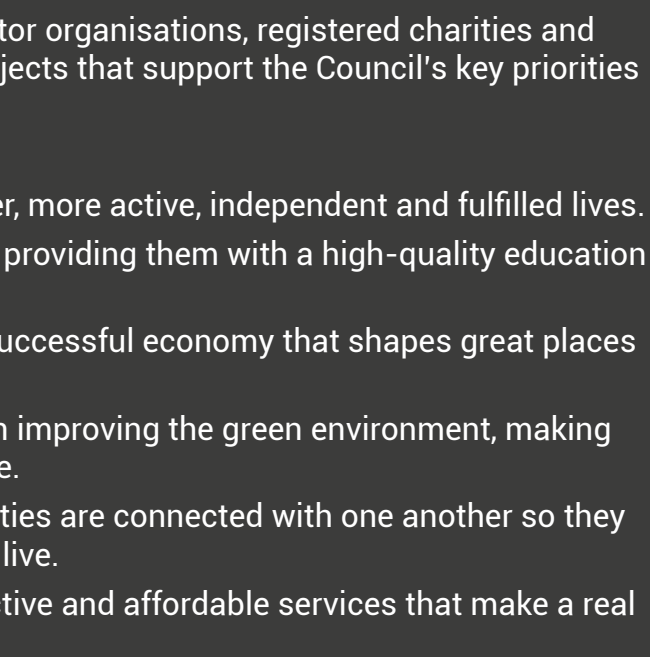 tor organisations, registered charities and
jects that support the Council's key priorities
er, more active, independent and fulfilled lives.
providing them with a high-quality education
uccessful economy that shapes great places
n improving the green environment, making
e.
ties are connected with one another so they
live.
ctive and affordable services that make a real